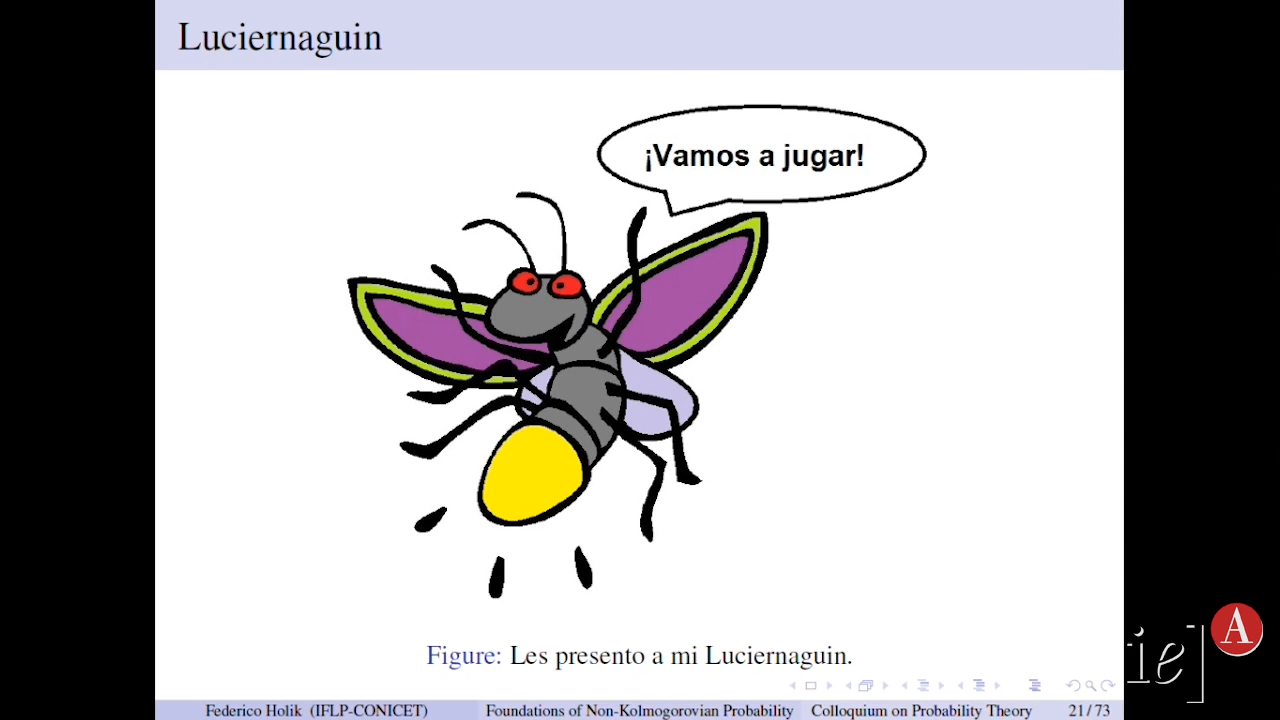 Luciernaguin
¡Vamos a jugar!
Figure: Les presento a mi Luciernaguin.
ie]
A
Federico Holik (IFLP-CONICET) Foundations of Non-Kolmogorovian Probability Colloquium on Probability Theory 21 / 73